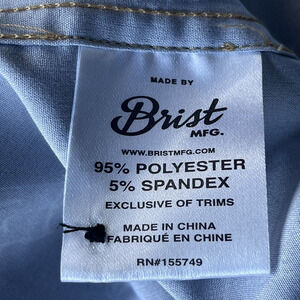 MADE BY
Brist
MFG.
WWW.BRISTMFG.COM
95% POLYESTER
5% SPANDEX
EXCLUSIVE OF TRIMS
MADE IN CHINA
FABRIQUÉ EN CHINE
RN#155749